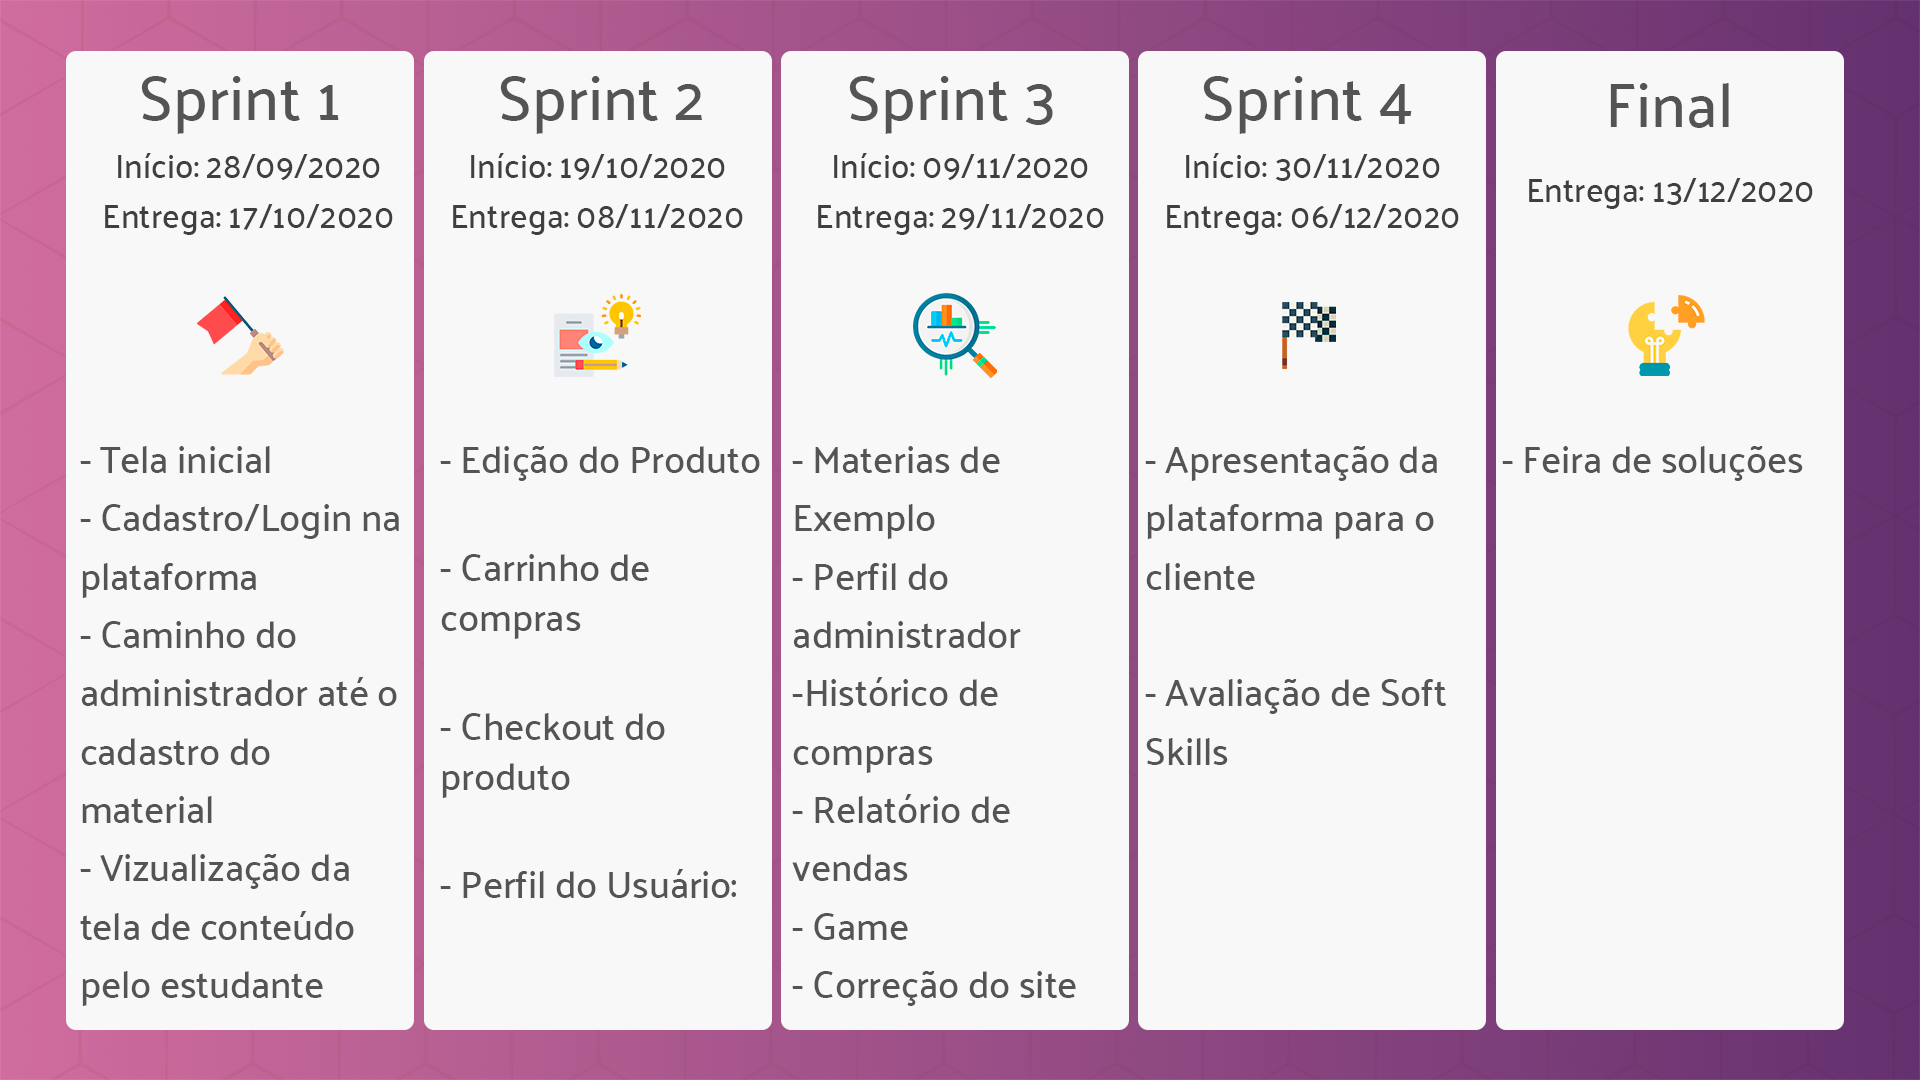 Sprint 1
Início: 28/09/2020
Entrega: 17/10/2020
- Tela inicial
- Cadastro/Login na
plataforma
- Caminho do
administrador até o
cadastro do
material
- Vizualização da
tela de conteúdo
pelo estudante
Sprint 2
Início: 19/10/2020
Entrega: 08/11/2020
- Edição do Produto
- Carrinho de
compras
- Checkout do
produto
- Perfil do Usuário:
Sprint 3
Início: 09/11/2020
Entrega: 29/11/2020
- Materias de
Exemplo
- Perfil do
administrador
-Histórico de
compras
- Relatório de
vendas
- Game
- Correção do site
Sprint 4
Início: 30/11/2020
Entrega: 06/12/2020
- Apresentação da
plataforma para o
cliente
- Avaliação de Soft
Skills
Final
Entrega: 13/12/2020
- Feira de soluções